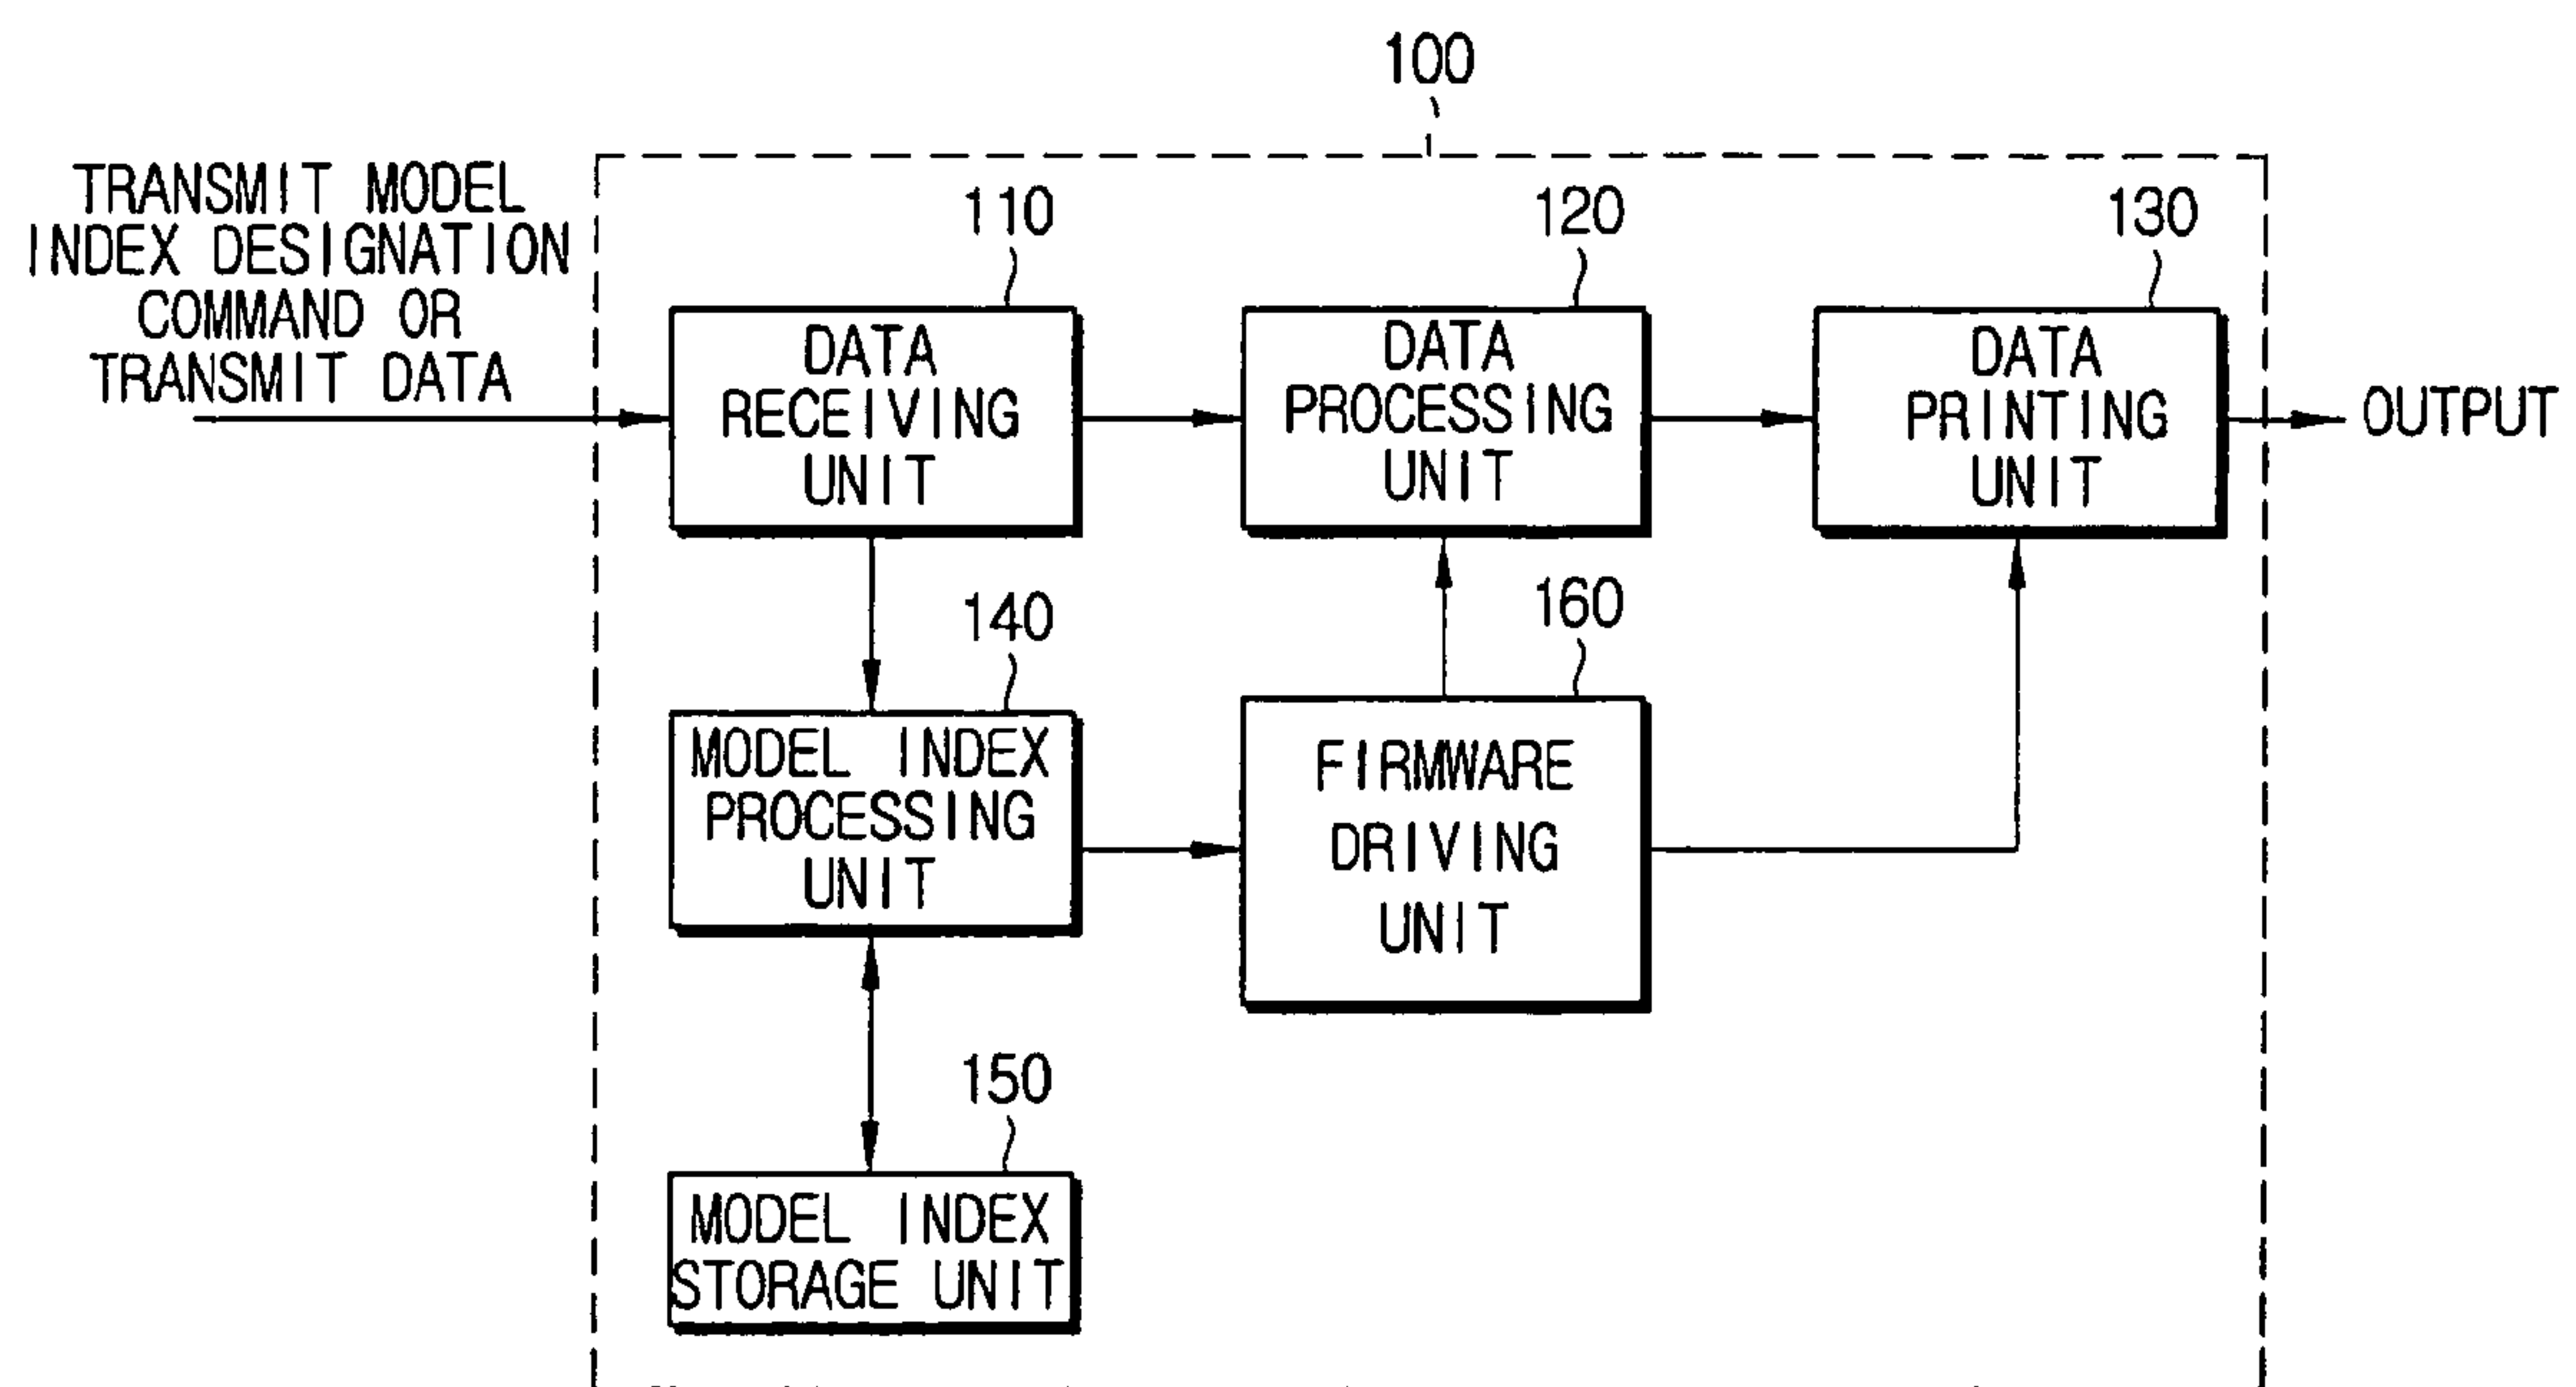 100
TRANSMIT MODEL
INDEX DESIGNATION
COMMAND OR
TRANSMIT DATA
110
DATA
RECEIVING
UNIT
120
DATA
PROCESSING
UNIT
130
DATA
PRINTING
UNIT
OUTPUT
140
MODEL INDEX
PROCESSING
UNIT
160
FIRMWARE
DRIVING
UNIT
150
MODEL INDEX
STORAGE UNIT